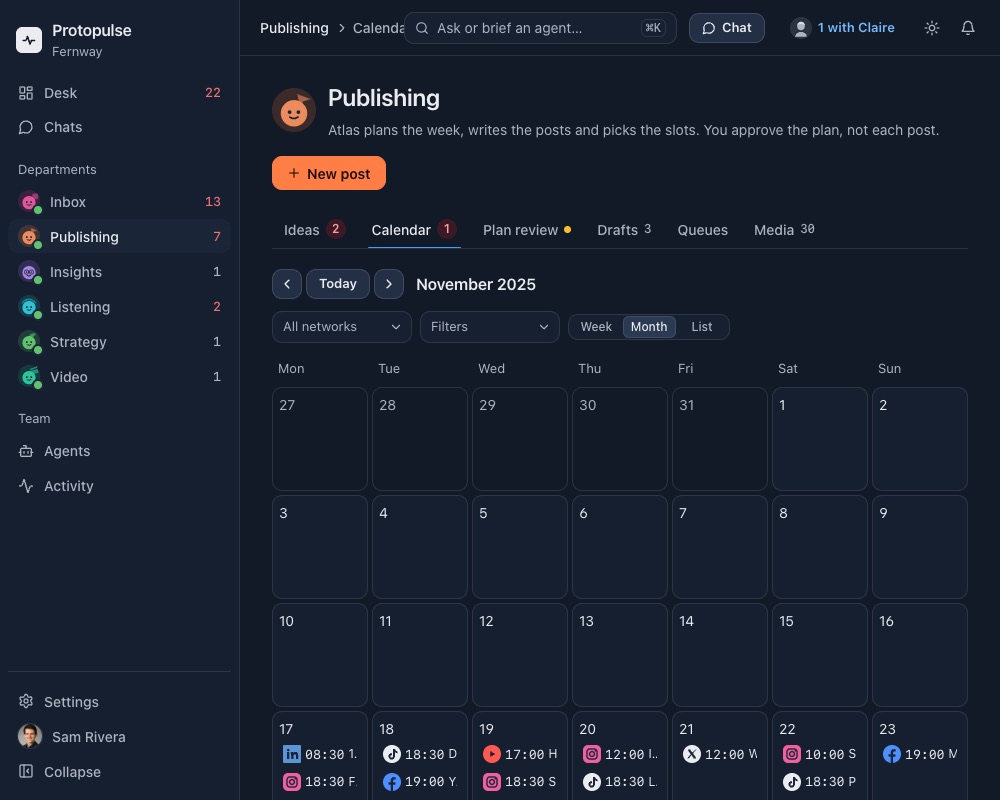 Protopulse
Fernway
Desk 22
Chats
Departments
Inbox 13
Publishing 7
Insights 1
Listening 2
Strategy 1
Video 1
Team
Agents
Activity
Settings
Sam Rivera
Collapse
Publishing > Calenda
Ask or brief an agent... ⌘K
Chat
1 with Claire
Publishing
Atlas plans the week, writes the posts and picks the slots. You approve the plan, not each post.
+ New post
Ideas 2 Calendar 1 Plan review Drafts 3 Queues Media 30
Today November 2025
All networks Filters Week Month List
Mon Tue Wed Thu Fri Sat Sun
27 28 29 30 31 1 2
3 4 5 6 7 8 9
10 11 12 13 14 15 16
17 18 19 20 21 22 23
08:30 1. 18:30 D 17:00 H 12:00 I.. 12:00 W 10:00 S 19:00 M
18:30 F. 19:00 Y 18:30 S 18:30 L. 18:30 P